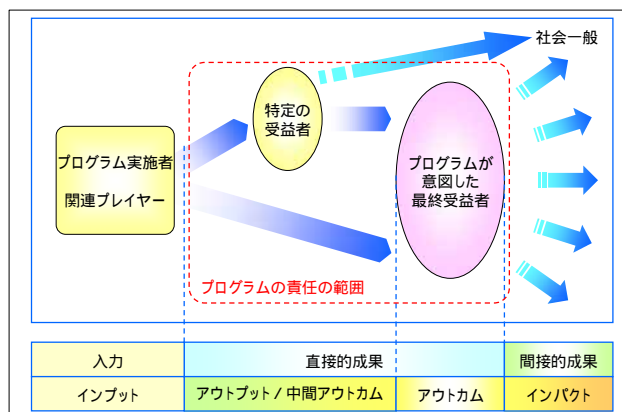 社会一般
特定の
受益者
プログラム実施者
関連プレイヤー
プログラムが
意図した
最終受益者
プログラムの責任の範囲
入力 直接的成果 間接的成果
インプット アウトプット / 中間アウトカム アウトカム インパクト